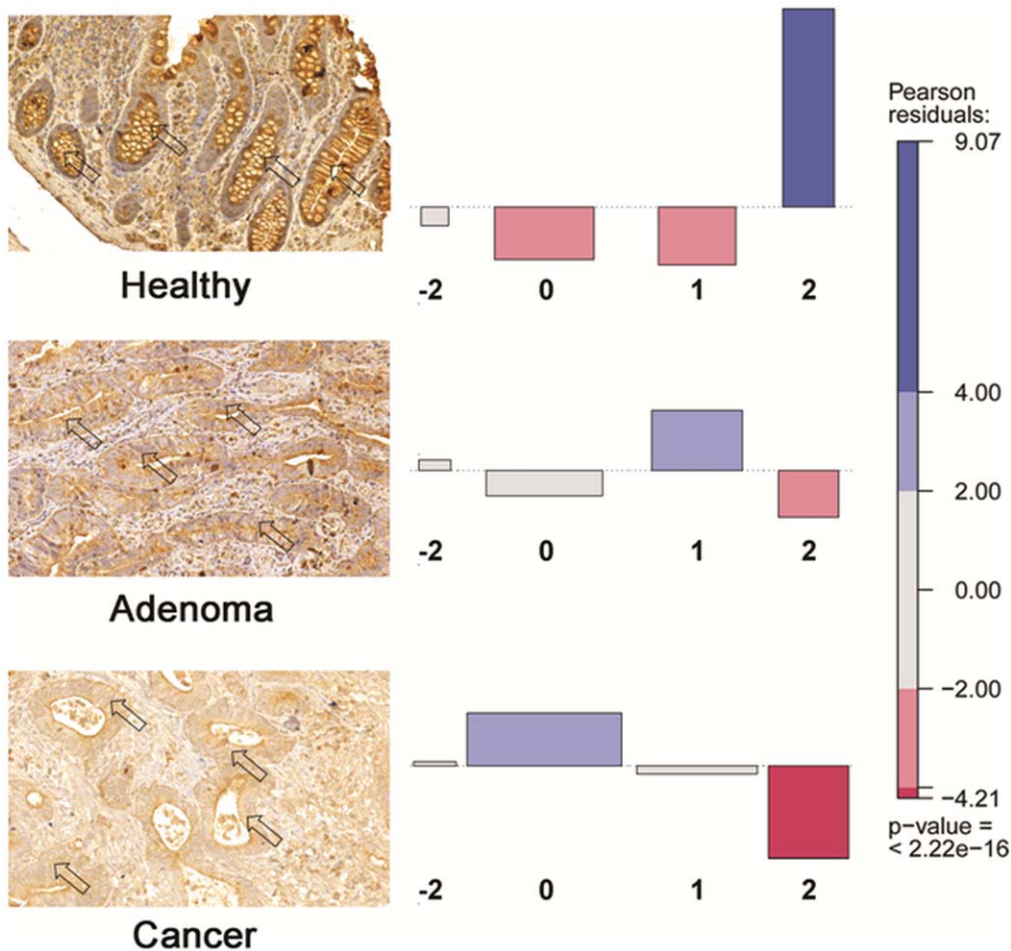 Healthy
-2 0 1 2
Adenoma
-2 0 1 2
Cancer
-2 0 1 2
Pearson
residuals:
9.07
4.00
2.00
0.00
−2.00
−4.21
p−value =
< 2.22e−16